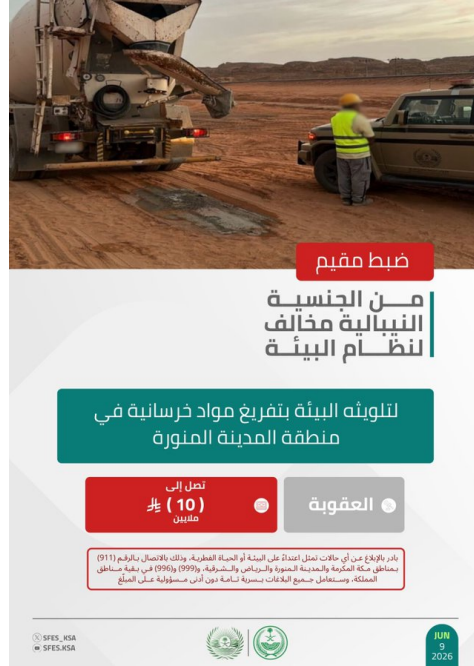 ضبط مقيم
من الجنسية
النيبالية مخالف
لنظام البيئة
لتلويثه البيئة بتفريغ مواد خرسانية في
منطقة المدينة المنورة
العقوبة
تصل إلى
(10)
ملايين
بادر بالإبلاغ عن أي حالات تمثل اعتداءً على البيئة أو الحياة الفطرية، وذلك بالاتصال بالرقم (911)
بمناطق مكة المكرمة والمدينة المنورة والرياض والشرقية، و(999) و(996) في بقية مناطق
المملكة، وستعامل جميع البلاغات بسرية تامة دون أدنى مسؤولية على المبلّغ
SFES_KSA
SFES.KSA
JUN
9
2026